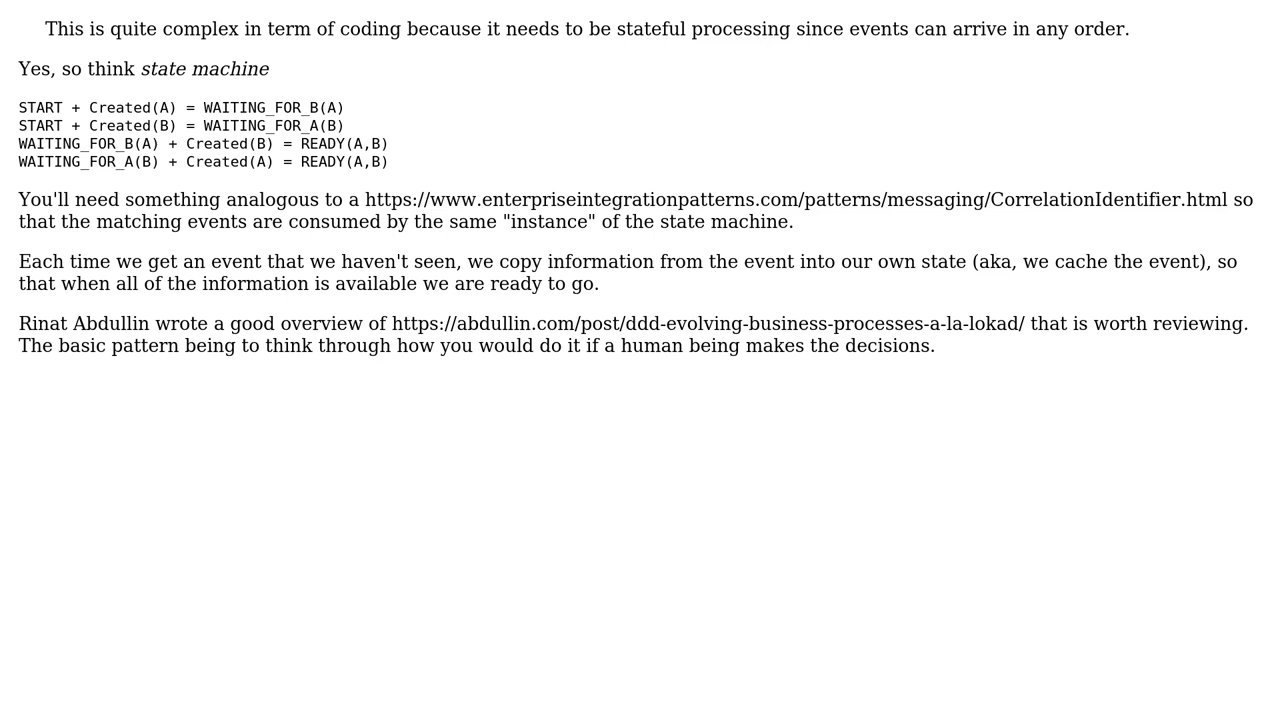 This is quite complex in term of coding because it needs to be stateful processing since events can arrive in any order.
Yes, so think state machine
START + Created(A) = WAITING_FOR_B(A)
START + Created(B) = WAITING_FOR_A(B)
WAITING_FOR_B(A) + Created(B) = READY(A,B)
WAITING_FOR_A(B) + Created(A) = READY(A,B)
You'll need something analogous to a https://www.enterpriseintegrationpatterns.com/patterns/messaging/CorrelationIdentifier.html so
that the matching events are consumed by the same "instance" of the state machine.
Each time we get an event that we haven't seen, we copy information from the event into our own state (aka, we cache the event), so
that when all of the information is available we are ready to go.
Rinat Abdullin wrote a good overview of https://abdullin.com/post/ddd-evolving-business-processes-a-la-lokad/ that is worth reviewing.
The basic pattern being to think through how you would do it if a human being makes the decisions.